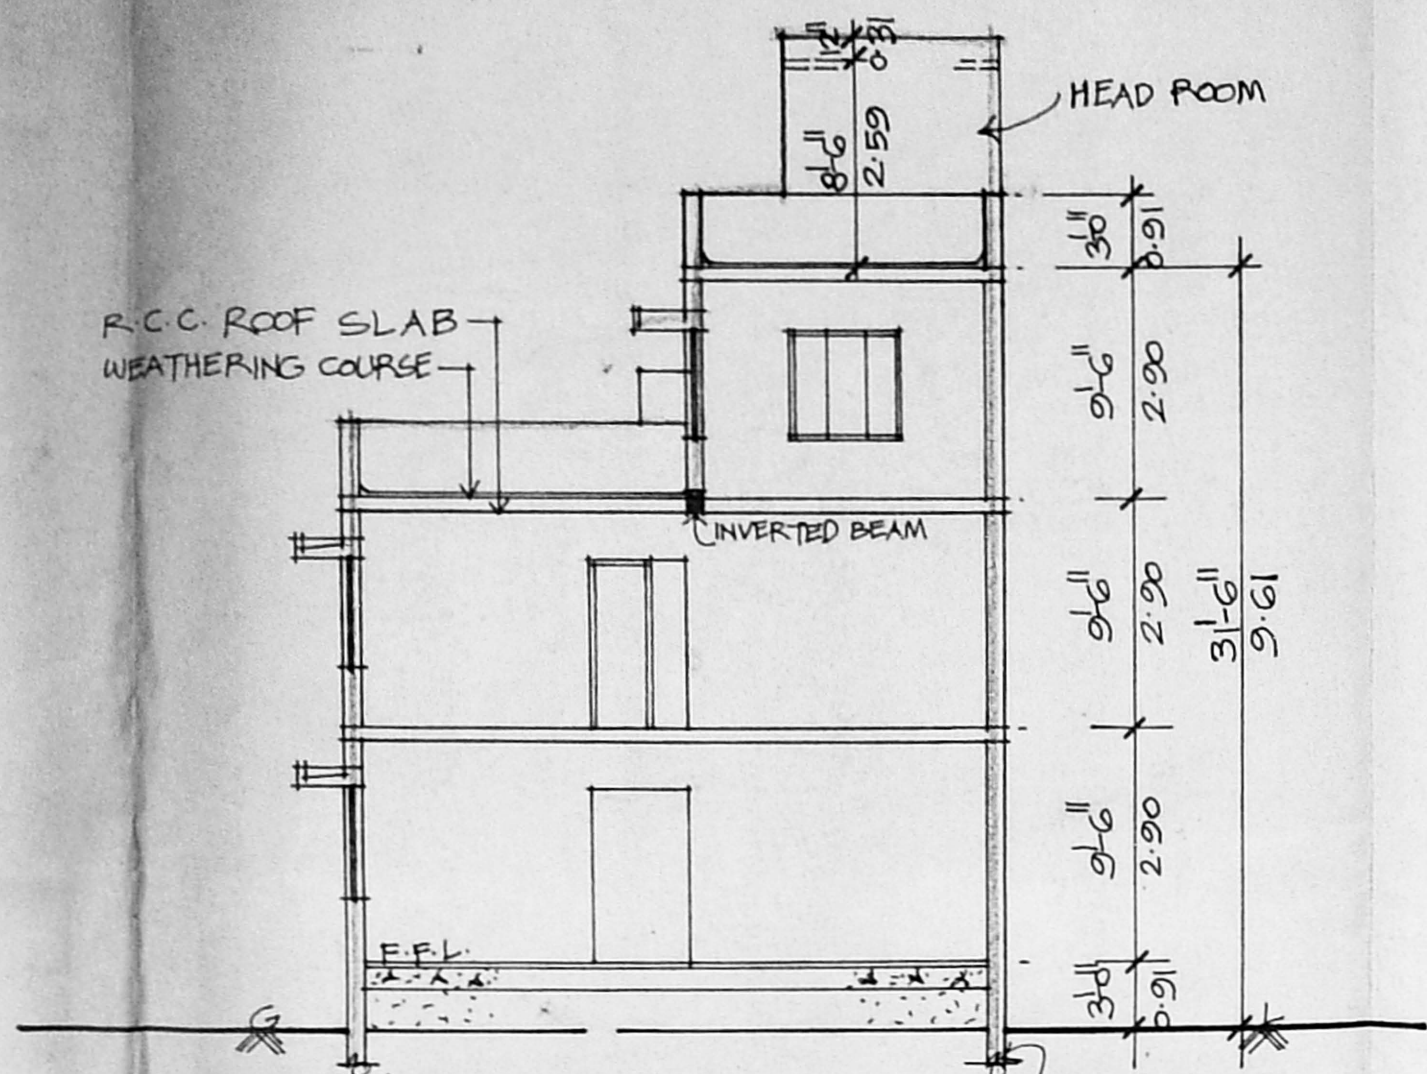 1'2"
0·31
HEAD ROOM
8'-6"
2·59
3'0"
0·91
R.C.C. ROOF SLAB
WEATHERING COURSE
9'-6"
2·90
INVERTED BEAM
9'-6"
2·90
31'-6"
9·61
9'-6"
2·90
F.F.L.
3'-0"
0·91
G